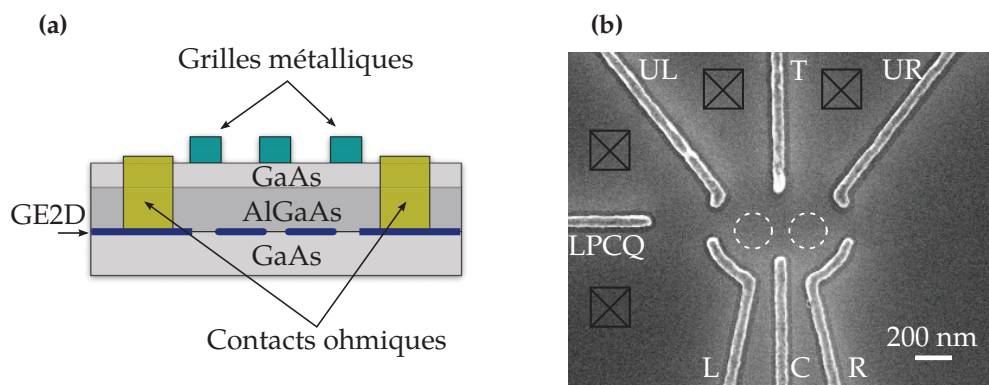 (a)
Grilles métalliques
GaAs
AlGaAs
GE2D
GaAs
Contacts ohmiques
(b)
UL
T
UR
LPCQ
200 nm
L
C
R